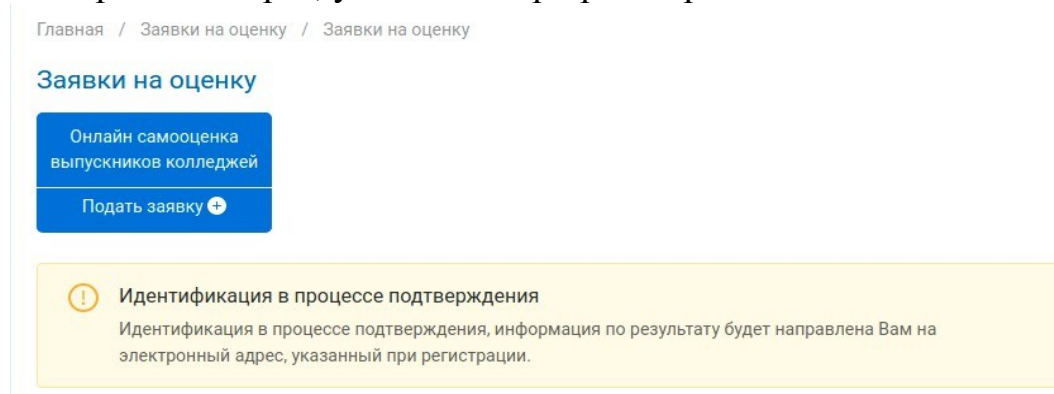 Главная / Заявки на оценку / Заявки на оценку
Заявки на оценку
Онлайн самооценка
выпускников колледжей
Подать заявку
Идентификация в процессе подтверждения
Идентификация в процессе подтверждения, информация по результату будет направлена Вам на
электронный адрес, указанный при регистрации.